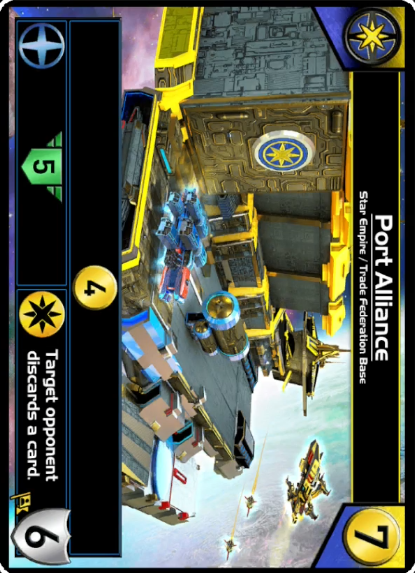 Port Alliance
Star Empire / Trade Federation Base
7
4
5
Target opponent
discards a card.
6